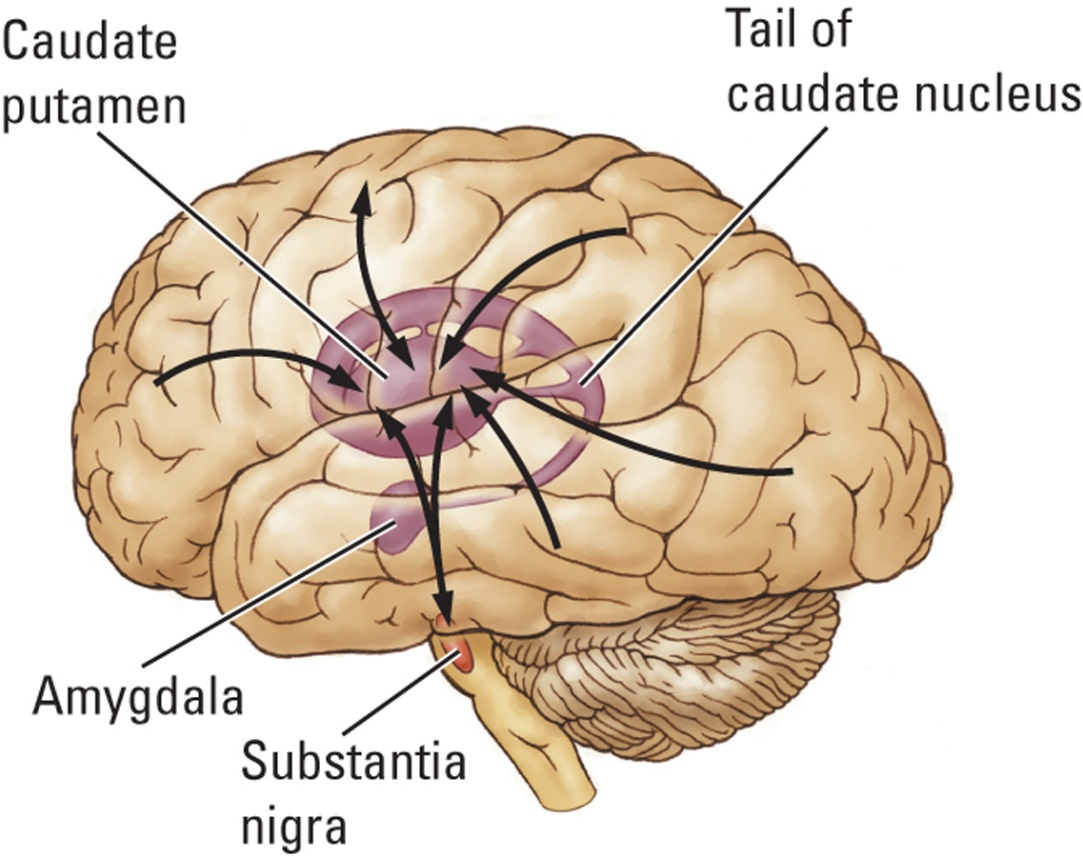 Caudate
putamen
Tail of
caudate nucleus
Amygdala
Substantia
nigra